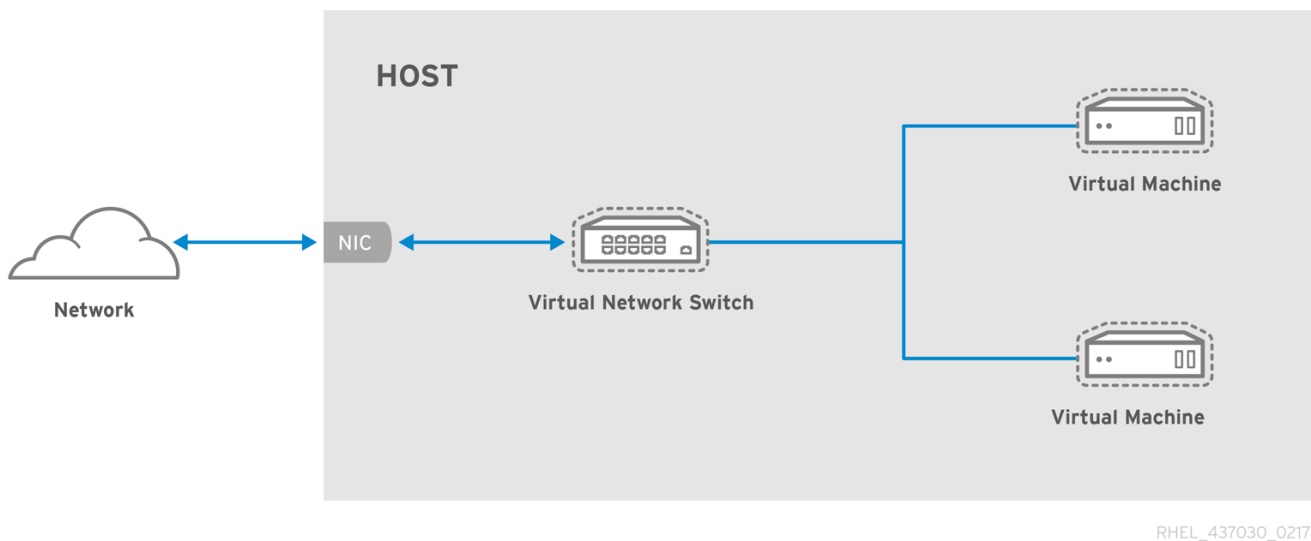 HOST
Virtual Machine
NIC
Virtual Network Switch
Network
Virtual Machine
RHEL_437030_0217